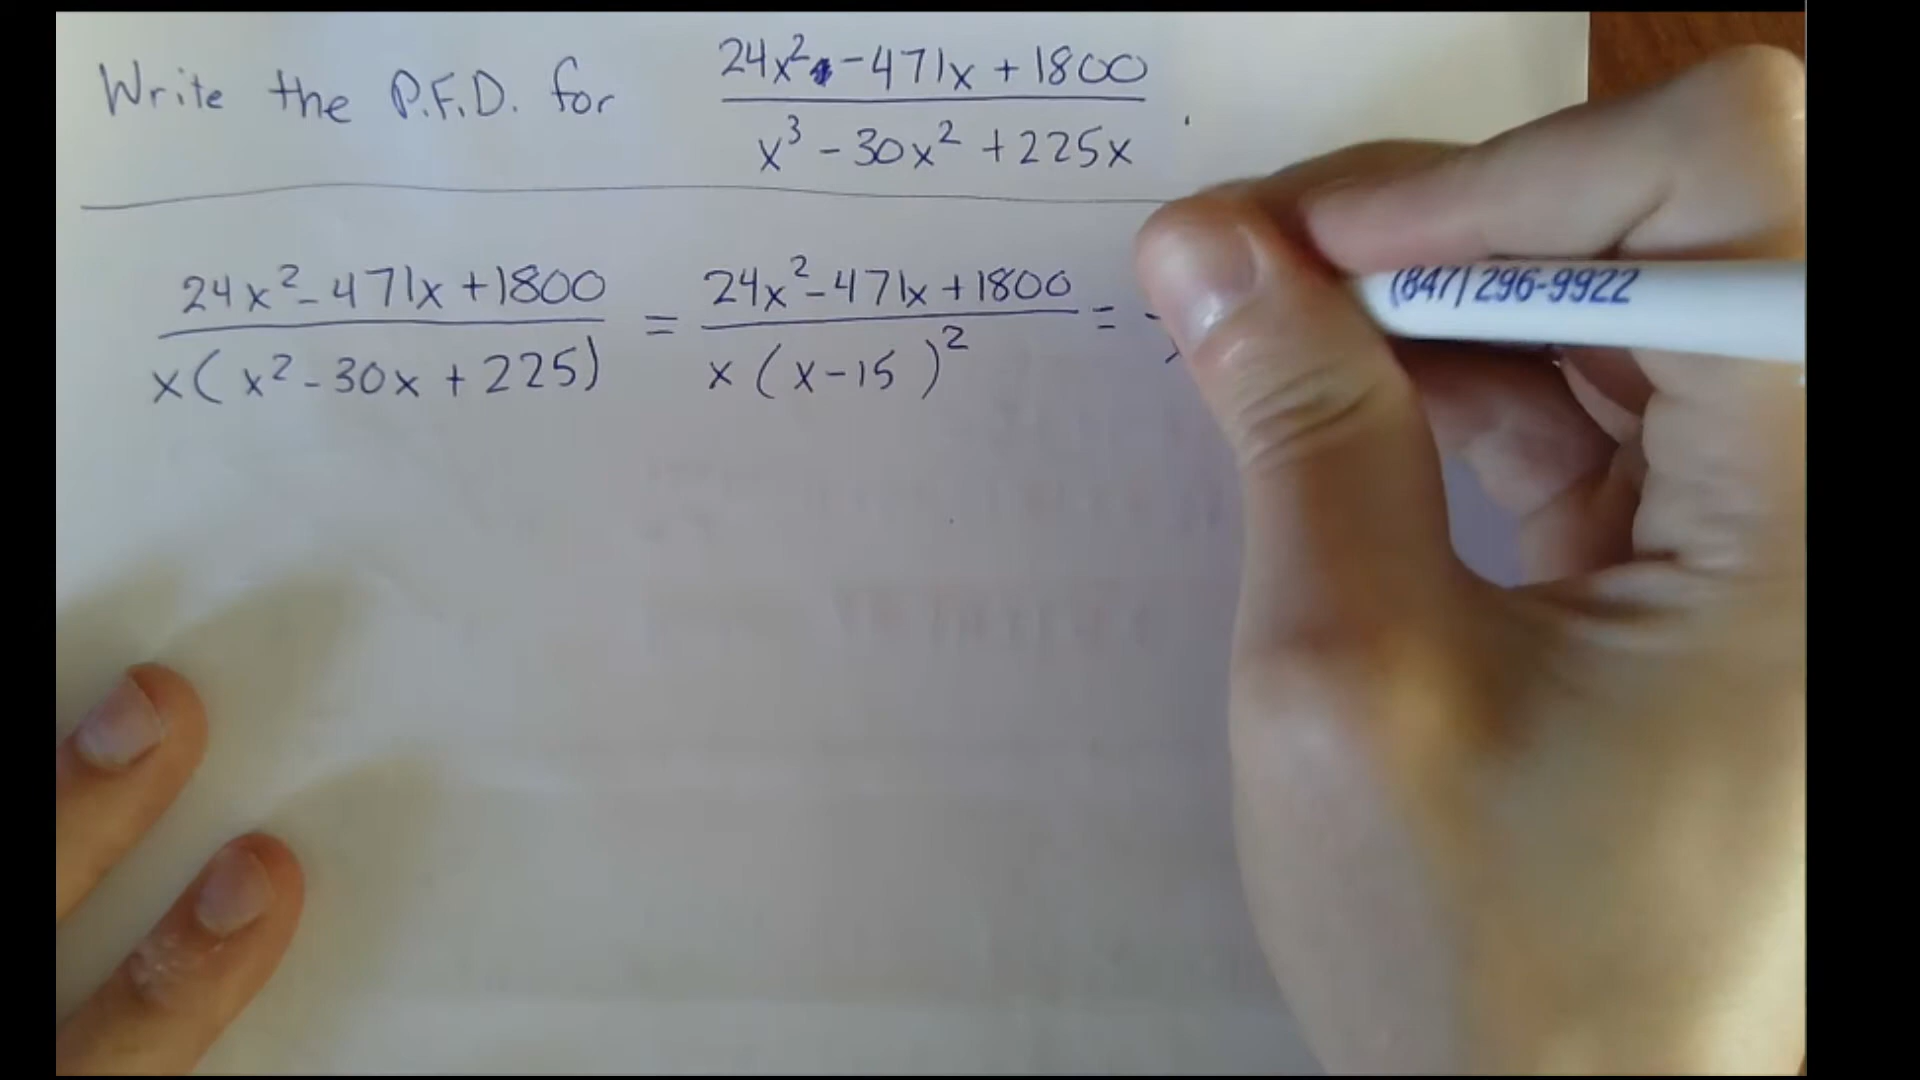 Write the P.F.D. for (24x² - 471x + 1800)/(x³ - 30x² + 225x).
(24x² - 471x + 1800)/(x(x² - 30x + 225)) = (24x² - 471x + 1800)/(x(x - 15)²) =
(847) 296-9922